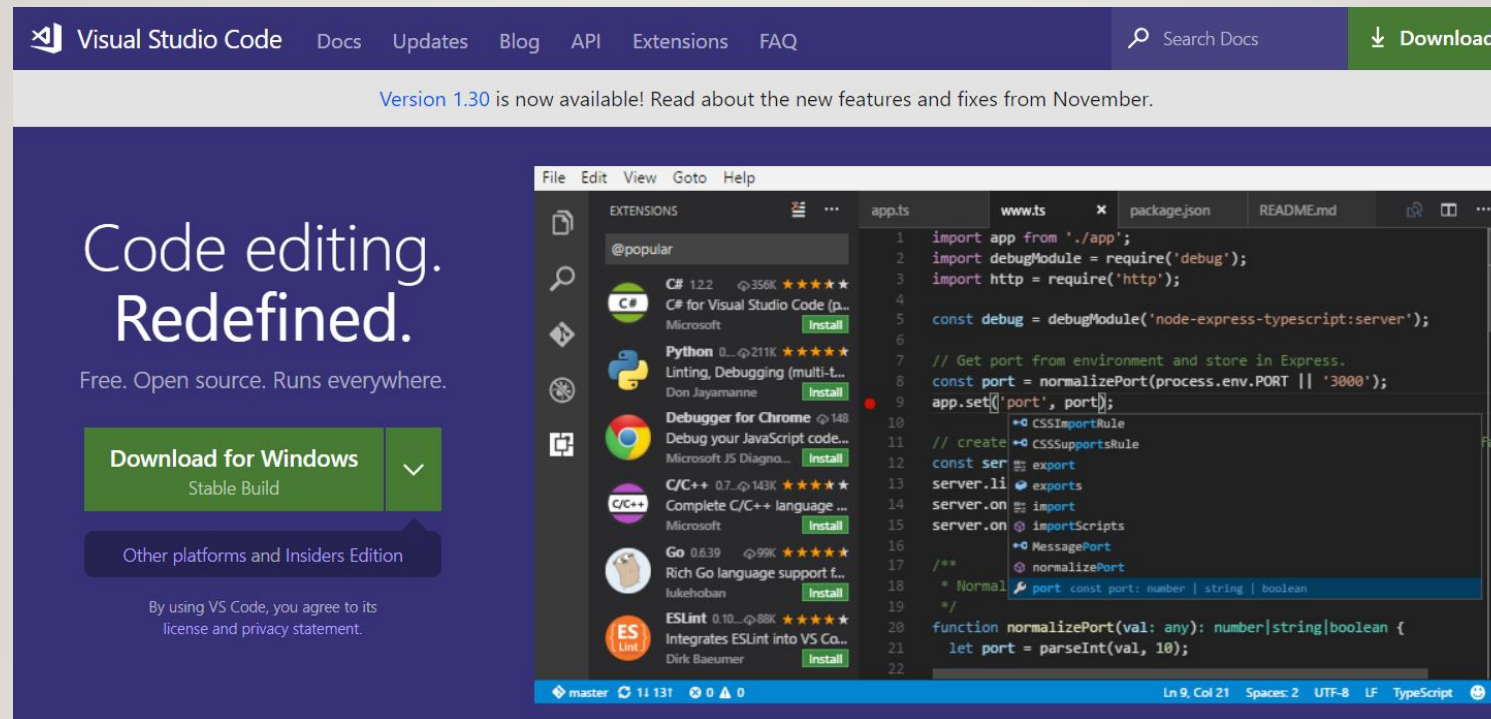 Visual Studio Code Docs Updates Blog API Extensions FAQ Search Docs Download
Version 1.30 is now available! Read about the new features and fixes from November.
Code editing.
Redefined.
Free. Open source. Runs everywhere.
Download for Windows
Stable Build
Other platforms and Insiders Edition
By using VS Code, you agree to its
license and privacy statement.
File Edit View Goto Help
EXTENSIONS
@popular
C# 1.2.2 356K
C# for Visual Studio Code (p...
Microsoft Install
Python 0.... 211K
Linting, Debugging (multi-t...
Don Jayamanne Install
Debugger for Chrome 148
Debug your JavaScript code...
Microsoft JS Diagno... Install
C/C++ 0.7... 143K
Complete C/C++ language ...
Microsoft Install
Go 0.6.39 99K
Rich Go language support f...
lukehoban Install
ESLint 0.10.... 88K
Integrates ESLint into VS Co...
Dirk Baeumer Install
C#
C/C++
ES
Lint
app.ts www.ts package.json README.md
1 import app from './app';
2 import debugModule = require('debug');
3 import http = require('http');
4
5 const debug = debugModule('node-express-typescript:server');
6
7 // Get port from environment and store in Express.
8 const port = normalizePort(process.env.PORT || '3000');
9 app.set('port', port);
10
11 // create
12 const ser
13 server.li
14 server.on
15 server.on
16
17 /**
18 * Normal
19 */
20 function normalizePort(val: any): number|string|boolean {
21 let port = parseInt(val, 10);
22
CSSImportRule
CSSSupportsRule
export
exports
import
importScripts
MessagePort
normalizePort
port const port: number | string | boolean
master 1↓ 13↑ 0 0 Ln 9, Col 21 Spaces: 2 UTF-8 LF TypeScript